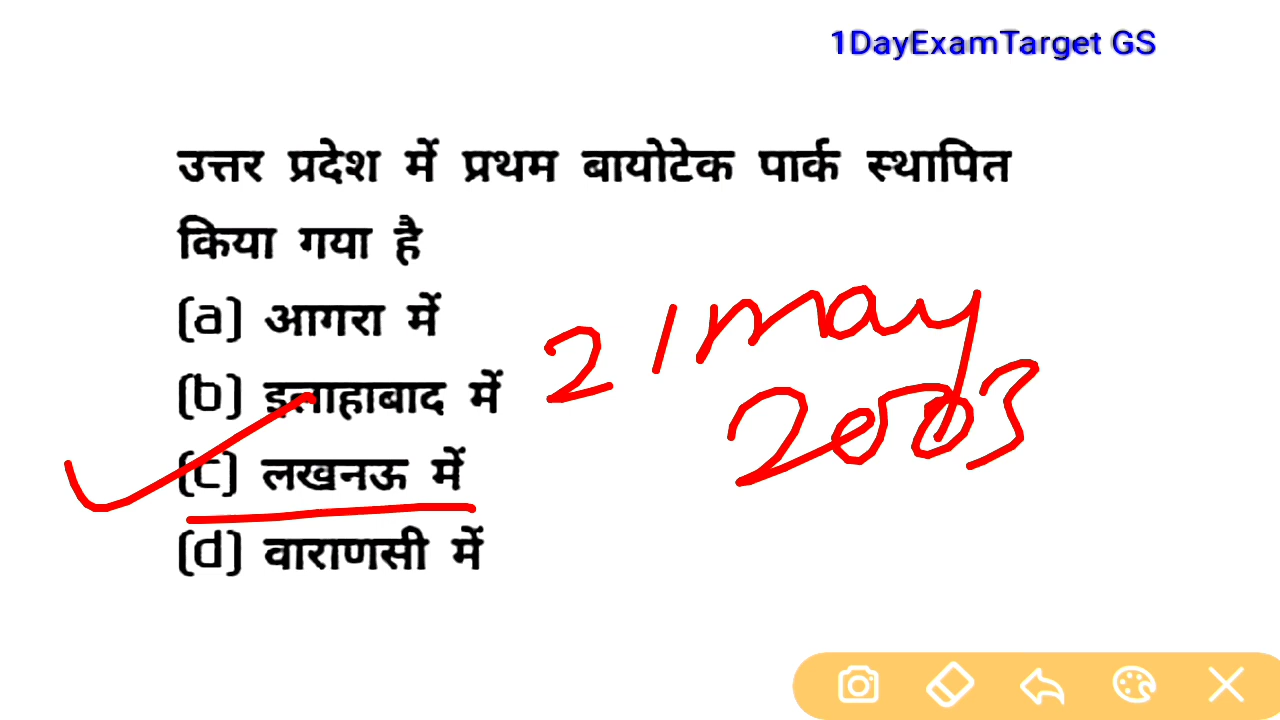 1DayExamTarget GS
उत्तर प्रदेश में प्रथम बायोटेक पार्क स्थापित
किया गया है
(a) आगरा में
(b) इलाहाबाद में
(c) लखनऊ में
(d) वाराणसी में
21 may
2003